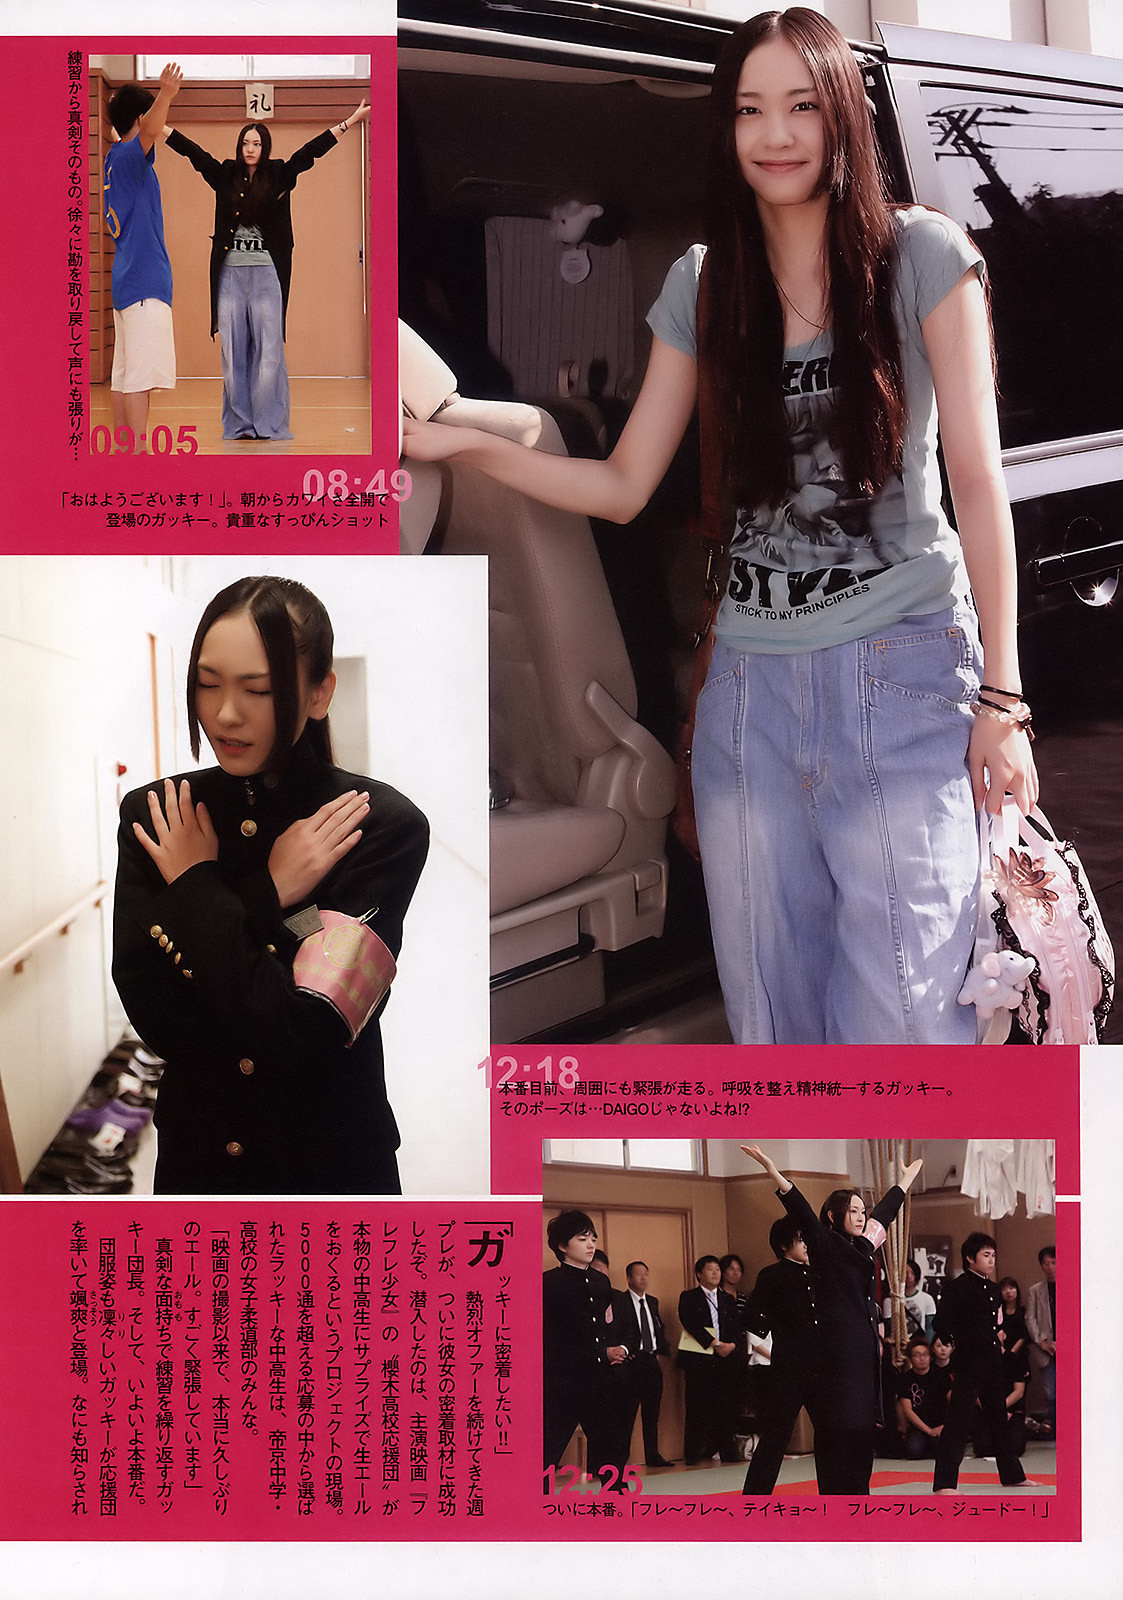 礼
STYLE
練習から真剣そのもの。徐々に勘を取り戻して声にも張りが…
09:05
08:49
「おはようございます！」。朝からカワイさ全開で
登場のガッキー。貴重なすっぴんショット
STYLE
STICK TO MY PRINCIPLES
12:18
本番目前、周囲にも緊張が走る。呼吸を整え精神統一するガッキー。
そのポーズは…DAIGOじゃないよね!?
12:25
ついに本番。「フレ〜フレ〜、テイキョ〜！　フレ〜フレ〜、ジュードー！」
「ガッキーに密着したい!!」
熱烈オファーを続けてきた週
プレが、ついに彼女の密着取材に成功
したぞ。潜入したのは、主演映画『フ
レフレ少女』の〝櫻木高校応援団〟が
本物の中高生にサプライズで生エール
をおくるというプロジェクトの現場。
5000通を超える応募の中から選ば
れたラッキーな中高生は、帝京中学・
高校の女子柔道部のみんな。
「映画の撮影以来で、本当に久しぶり
のエール。すごく緊張しています」
真剣な面持ちで練習を繰り返すガッ
キー団長。そして、いよいよ本番だ。
団服姿も凛々しいガッキーが応援団
を率いて颯爽と登場。なにも知らされ